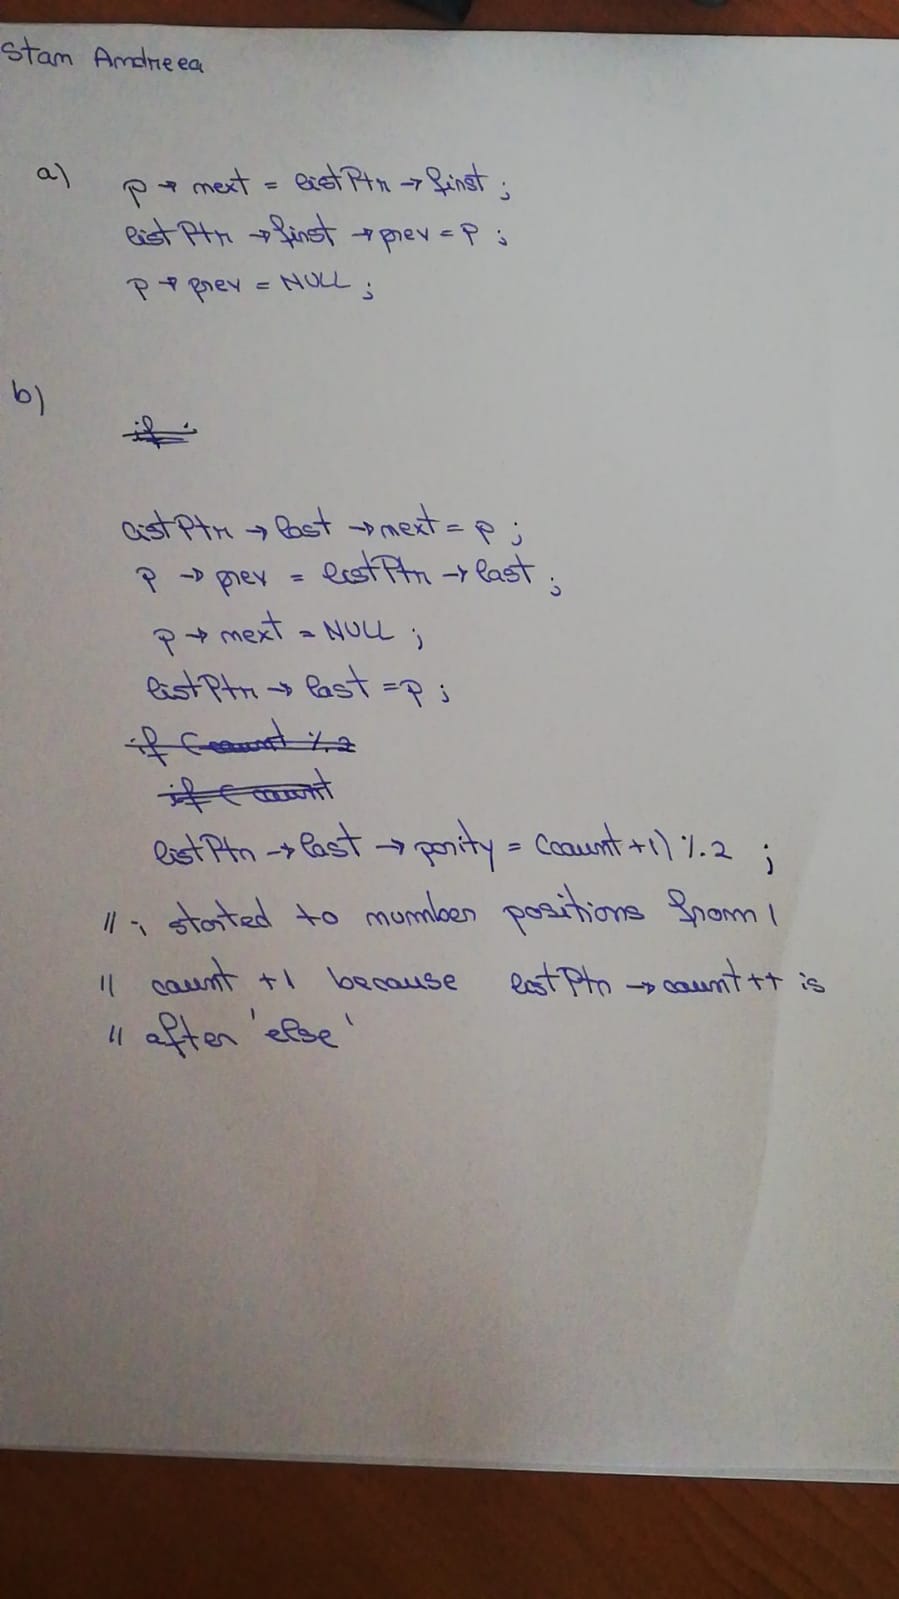 Stan Andreea
a) p → next = listPtr → first ;
listPtr → first → prev = p ;
p → prev = NULL ;
b)
if
listPtr → last → next = p ;
p → prev = listPtr → last ;
p → next = NULL ;
listPtr → last = p ;
if (count % 2
if ( count
listPtr → last → parity = (count +1) % 2 ;
// i started to number positions from 1
// count +1 because listPtr → count ++ is
// after 'else'